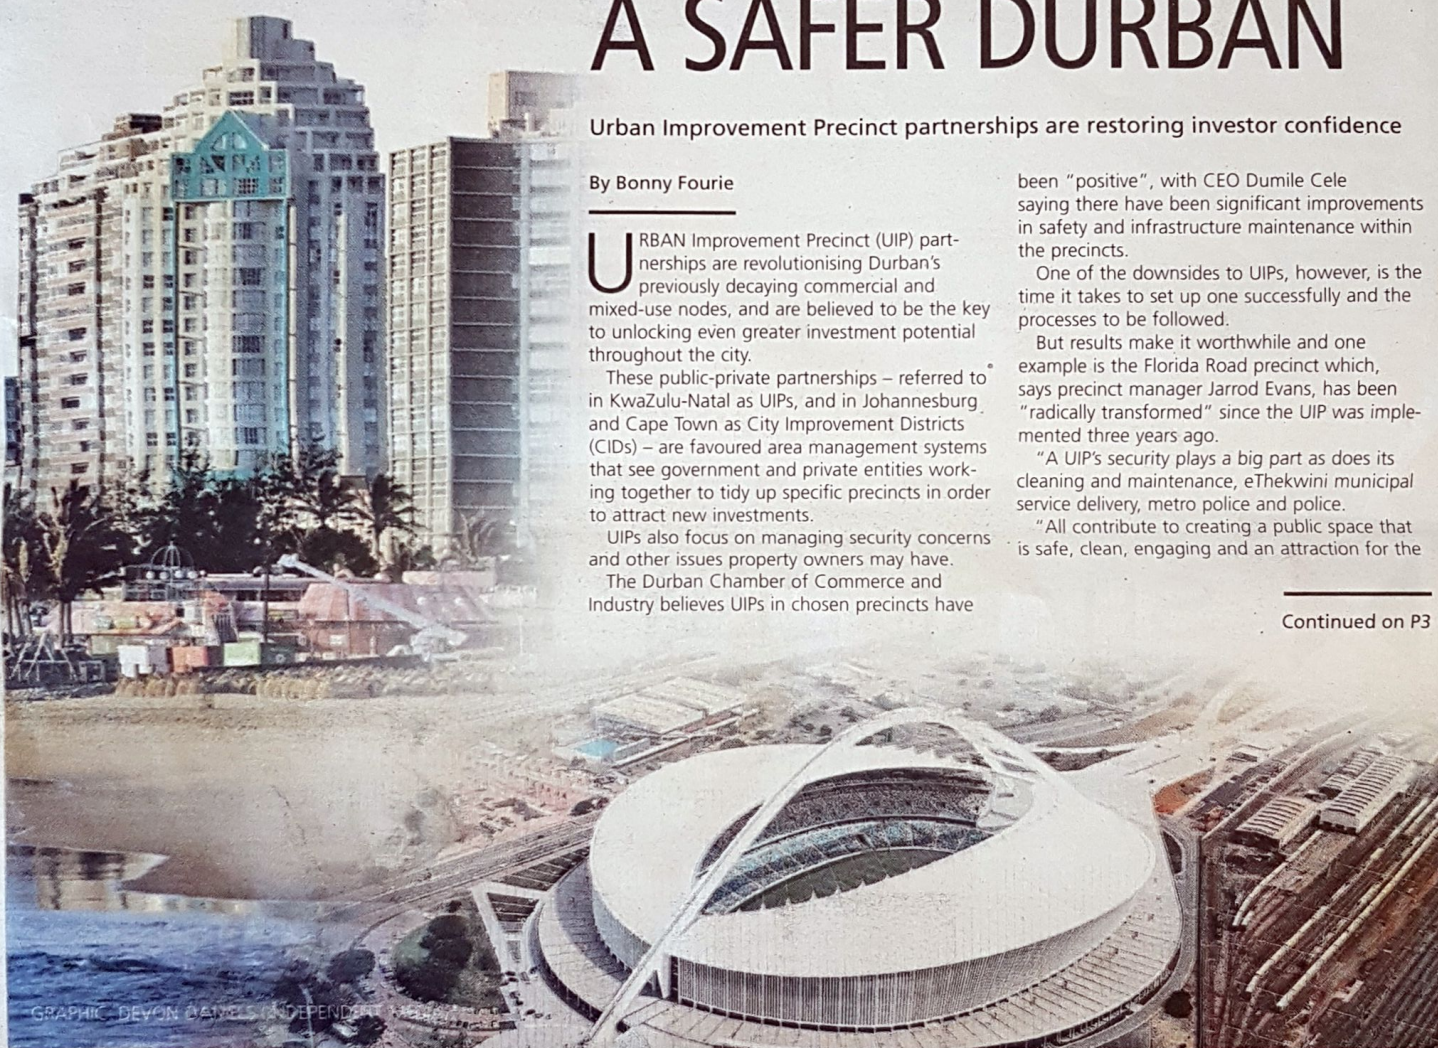 A SAFER DURBAN
Urban Improvement Precinct partnerships are restoring investor confidence
By Bonny Fourie
URBAN Improvement Precinct (UIP) part-
nerships are revolutionising Durban's
previously decaying commercial and
mixed-use nodes, and are believed to be the key
to unlocking even greater investment potential
throughout the city.
These public-private partnerships – referred to
in KwaZulu-Natal as UIPs, and in Johannesburg
and Cape Town as City Improvement Districts
(CIDs) – are favoured area management systems
that see government and private entities work-
ing together to tidy up specific precincts in order
to attract new investments.
UIPs also focus on managing security concerns
and other issues property owners may have.
The Durban Chamber of Commerce and
Industry believes UIPs in chosen precincts have
been “positive”, with CEO Dumile Cele
saying there have been significant improvements
in safety and infrastructure maintenance within
the precincts.
One of the downsides to UIPs, however, is the
time it takes to set up one successfully and the
processes to be followed.
But results make it worthwhile and one
example is the Florida Road precinct which,
says precinct manager Jarrod Evans, has been
“radically transformed” since the UIP was imple-
mented three years ago.
“A UIP's security plays a big part as does its
cleaning and maintenance, eThekwini municipal
service delivery, metro police and police.
“All contribute to creating a public space that
is safe, clean, engaging and an attraction for the
Continued on P3
GRAPHIC: DEVON DANIELS INDEPENDENT MEDIA